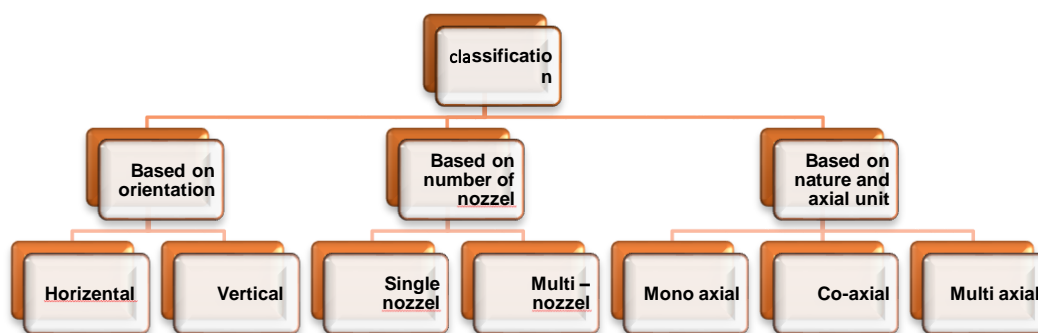 classificatio
n
Based on
orientation
Based on
number of
nozzel
Based on
nature and
axial unit
Horizental
Vertical
Single
nozzel
Multi –
nozzel
Mono axial
Co-axial
Multi axial